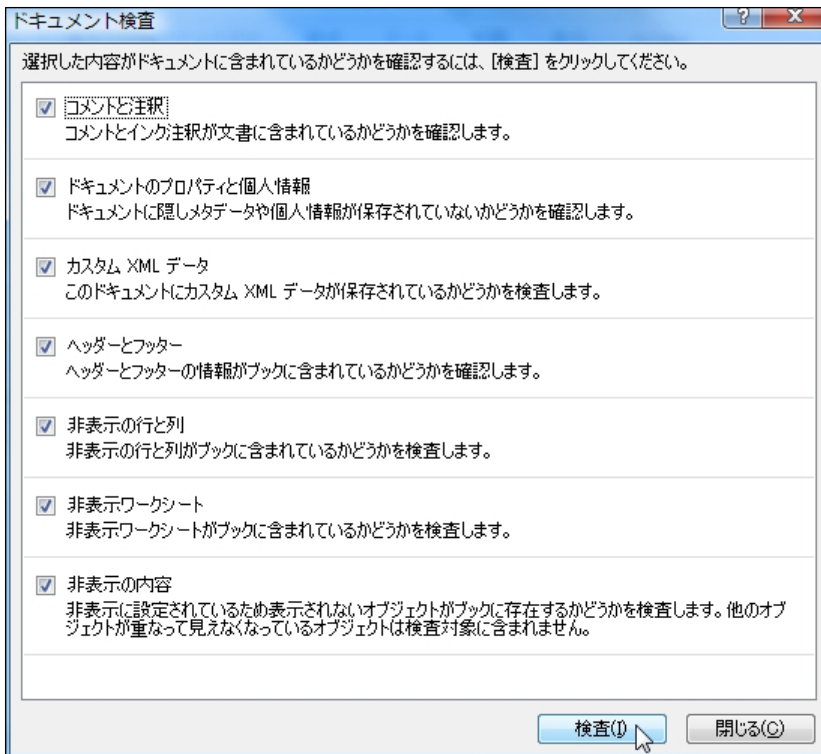 ドキュメント検査
選択した内容がドキュメントに含まれているかどうかを確認するには、[検査] をクリックしてください。
コメントと注釈
コメントとインク注釈が文書に含まれているかどうかを確認します。
ドキュメントのプロパティと個人情報
ドキュメントに隠しメタデータや個人情報が保存されていないかどうかを確認します。
カスタム XML データ
このドキュメントにカスタム XML データが保存されているかどうかを検査します。
ヘッダーとフッター
ヘッダーとフッターの情報がブックに含まれているかどうかを確認します。
非表示の行と列
非表示の行と列がブックに含まれているかどうかを検査します。
非表示ワークシート
非表示ワークシートがブックに含まれているかどうかを検査します。
非表示の内容
非表示に設定されているため表示されないオブジェクトがブックに存在するかどうかを検査します。他のオブ
ジェクトが重なって見えなくなっているオブジェクトは検査対象に含まれません。
検査(I) 閉じる(C)